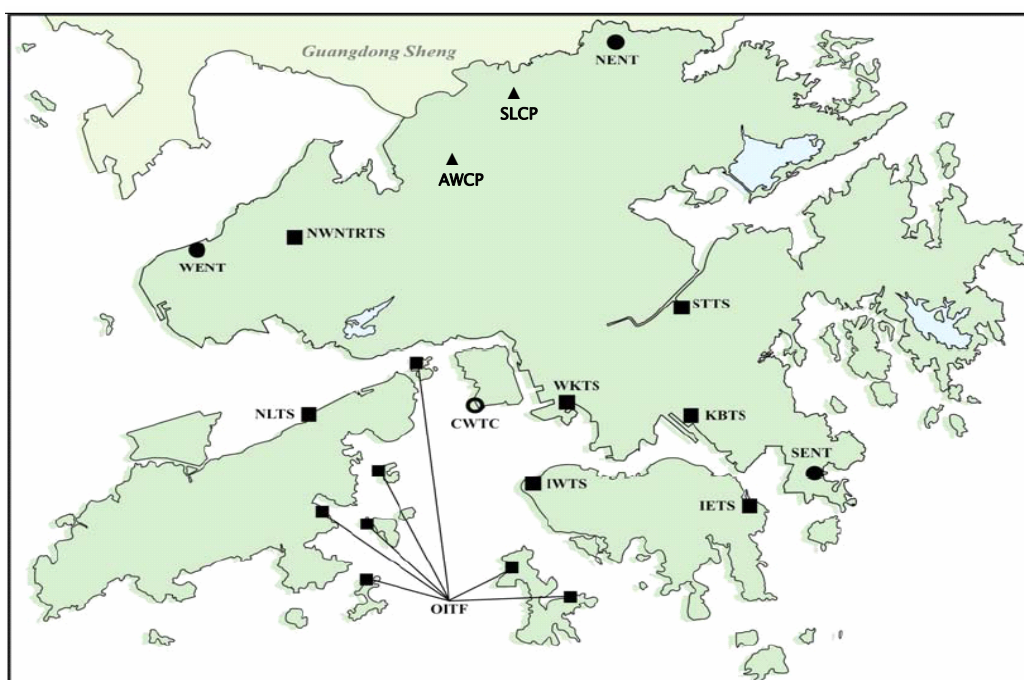 Guangdong Sheng
NENT
SLCP
AWCP
NWNTRTS
WENT
STTS
WKTS
NLTS
CWTC
KBTS
SENT
IWTS
IETS
OITF